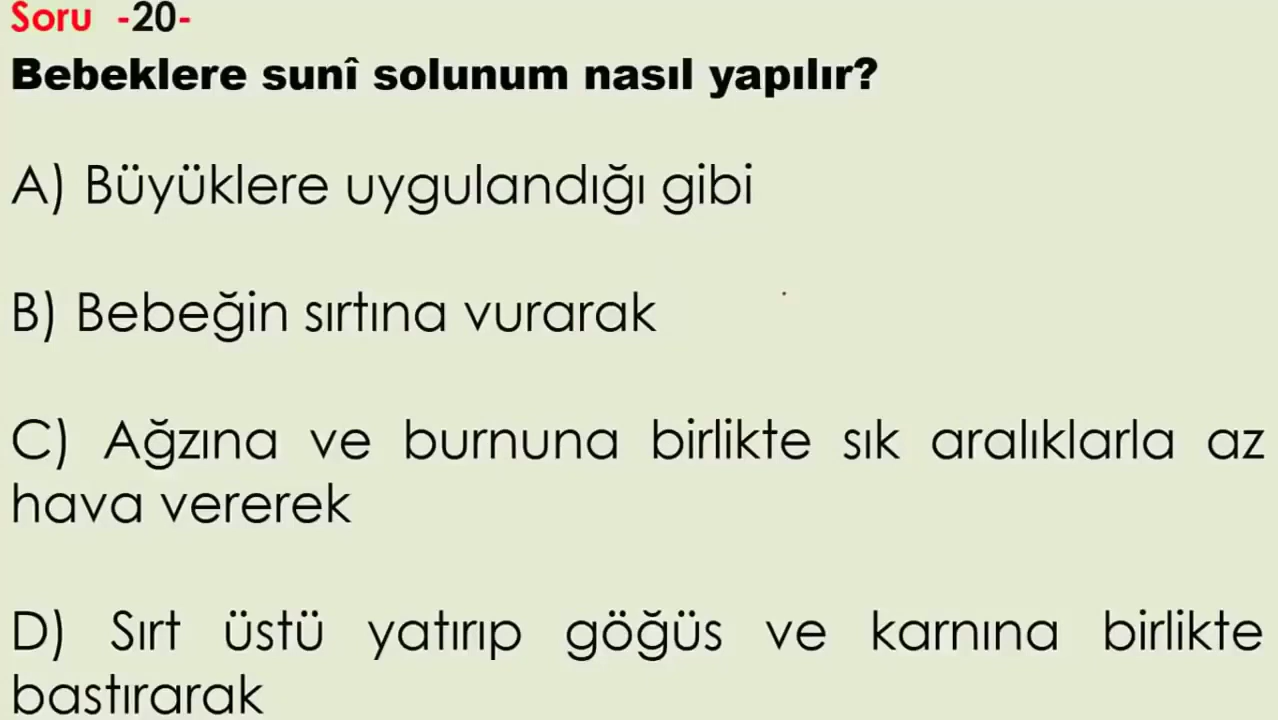 Soru -20-
Bebeklere sunî solunum nasıl yapılır?
A) Büyüklere uygulandığı gibi
B) Bebeğin sırtına vurarak
C) Ağzına ve burnuna birlikte sık aralıklarla az
hava vererek
D) Sırt üstü yatırıp göğüs ve karnına birlikte
bastırarak